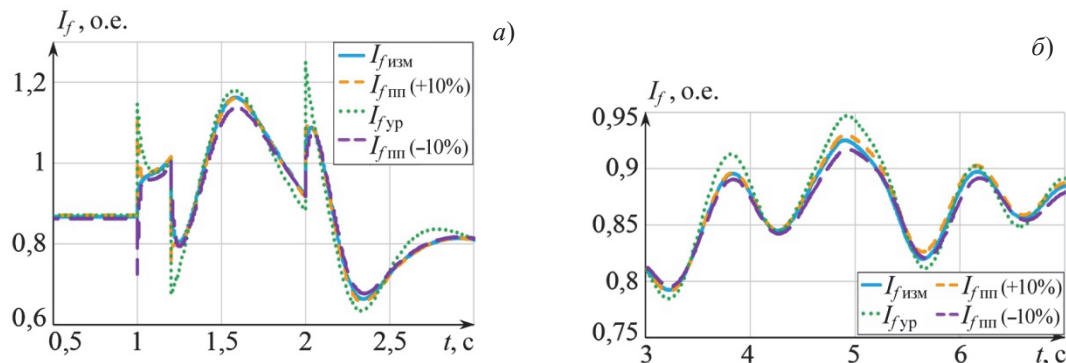 I_f, о.е.
а)
1,2
1
0,8
0,6
0,5
1
1,5
2
2,5
t, с
I_f изм
I_f пп (+10%)
I_f ур
I_f пп (–10%)
б)
I_f, о.е.
0,95
0,9
0,85
0,8
0,75
3
4
5
6
t, с
I_f изм I_f пп (+10%)
I_f ур I_f пп (–10%)